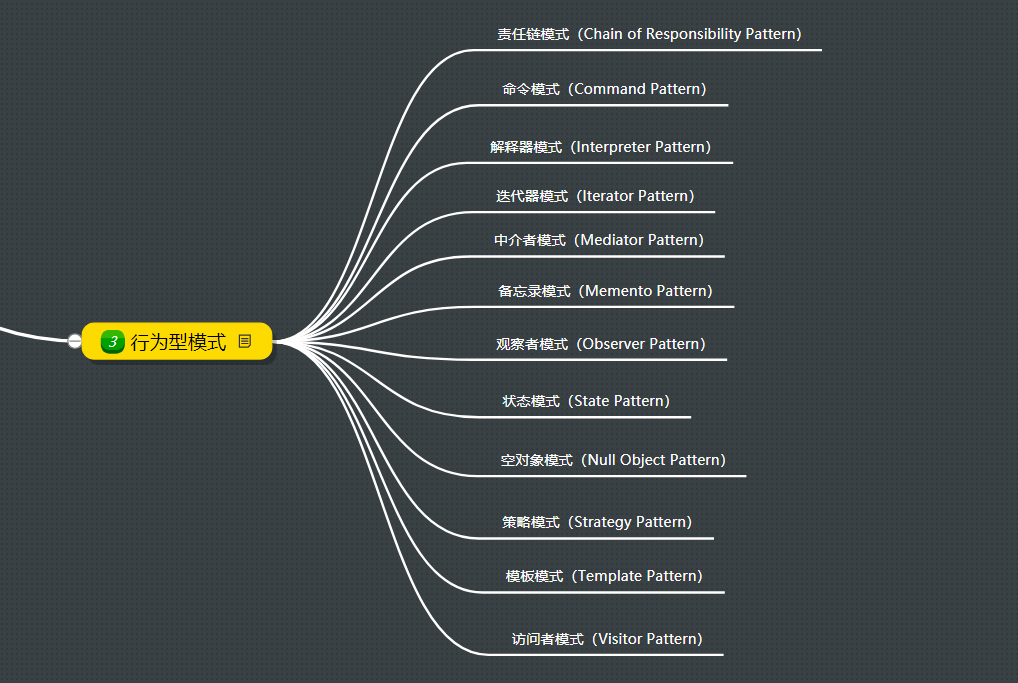 责任链模式（Chain of Responsibility Pattern）
命令模式（Command Pattern）
解释器模式（Interpreter Pattern）
迭代器模式（Iterator Pattern）
中介者模式（Mediator Pattern）
备忘录模式（Memento Pattern）
3 行为型模式
观察者模式（Observer Pattern）
状态模式（State Pattern）
空对象模式（Null Object Pattern）
策略模式（Strategy Pattern）
模板模式（Template Pattern）
访问者模式（Visitor Pattern）